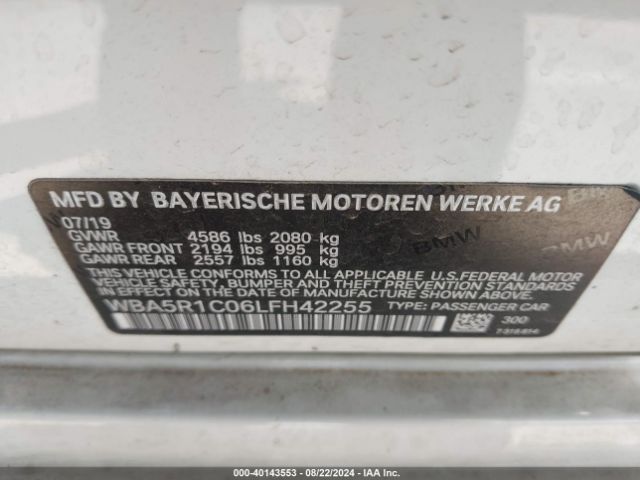 MFD BY BAYERISCHE MOTOREN WERKE AG
07/19
GVWR 4586 lbs 2080 kg
GAWR FRONT 2194 lbs 995 kg
GAWR REAR 2557 lbs 1160 kg
THIS VEHICLE CONFORMS TO ALL APPLICABLE U.S.FEDERAL MOTOR
VEHICLE SAFETY, BUMPER AND THEFT PREVENTION STANDARDS
IN EFFECT ON THE DATE OF MANUFACTURE SHOWN ABOVE.
WBA5R1C06LFH42255 TYPE: PASSENGER CAR
300
BMW
BMW
BMW
000-40143553 - 08/22/2024 - IAA Inc.